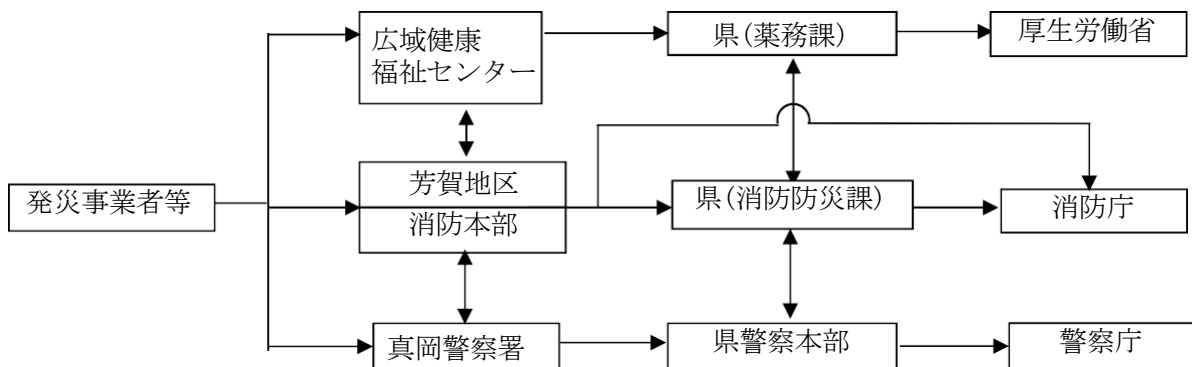 広域健康
福祉センター
県(薬務課)
厚生労働省
発災事業者等
芳賀地区
消防本部
県(消防防災課)
消防庁
真岡警察署
県警察本部
警察庁